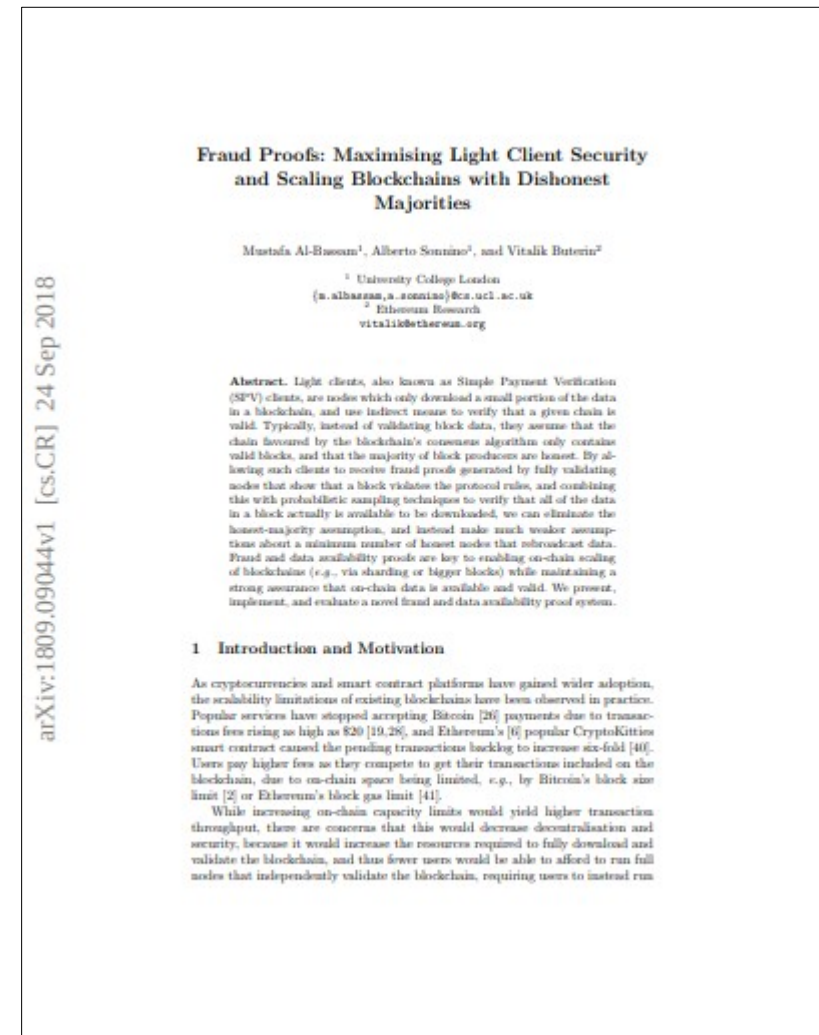 arXiv:1809.09044v1 [cs.CR] 24 Sep 2018
Fraud Proofs: Maximising Light Client Security
and Scaling Blockchains with Dishonest
Majorities
Mustafa Al-Bassam¹, Alberto Sonnino¹, and Vitalik Buterin²
¹ University College London
{m.albassam,a.sonnino}@cs.ucl.ac.uk
² Ethereum Research
vitalik@ethereum.org
Abstract. Light clients, also known as Simple Payment Verification
(SPV) clients, are nodes which only download a small portion of the data
in a blockchain, and use indirect means to verify that a given chain is
valid. Typically, instead of validating block data, they assume that the
chain favoured by the blockchain's consensus algorithm only contains
valid blocks, and that the majority of block producers are honest. By al-
lowing such clients to receive fraud proofs generated by fully validating
nodes that show that a block violates the protocol rules, and combining
this with probabilistic sampling techniques to verify that all of the data
in a block actually is available to be downloaded, we can eliminate the
honest-majority assumption, and instead make much weaker assump-
tions about a minimum number of honest nodes that rebroadcast data.
Fraud and data availability proofs are key to enabling on-chain scaling
of blockchains (e.g., via sharding or bigger blocks) while maintaining a
strong assurance that on-chain data is available and valid. We present,
implement, and evaluate a novel fraud and data availability proof system.
1 Introduction and Motivation
As cryptocurrencies and smart contract platforms have gained wider adoption,
the scalability limitations of existing blockchains have been observed in practice.
Popular services have stopped accepting Bitcoin [26] payments due to transac-
tions fees rising as high as $20 [19,28], and Ethereum's [6] popular CryptoKitties
smart contract caused the pending transactions backlog to increase six-fold [40].
Users pay higher fees as they compete to get their transactions included on the
blockchain, due to on-chain space being limited, e.g., by Bitcoin's block size
limit [2] or Ethereum's block gas limit [41].
While increasing on-chain capacity limits would yield higher transaction
throughput, there are concerns that this would decrease decentralisation and
security, because it would increase the resources required to fully download and
validate the blockchain, and thus fewer users would be able to afford to run full
nodes that independently validate the blockchain, requiring users to instead run